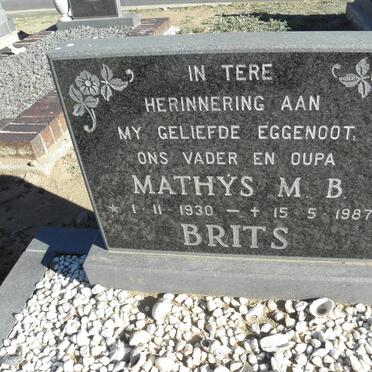 IN TERE
HERINNERING AAN
MY GELIEFDE EGGENOOT,
ONS VADER EN OUPA
MATHYS M. B.
* 1-11-1930 — + 15-5-1987
BRITS